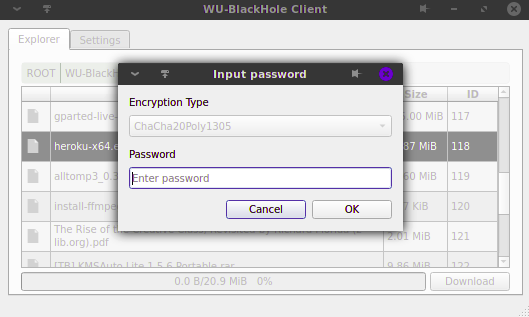 WU-BlackHole Client
Explorer Settings
ROOT WU-BlackH
Size ID
gparted-live- .00 MiB 117
heroku-x64.e .87 MiB 118
alltomp3_0.3 .60 MiB 119
install-ffmpe KiB 120
The Rise of
lib.org).pdf 2.01 MiB 121
[TB] KMSAuto Lite 1.5.6 Portable.rar 9.86 MiB 122
0.0 B/20.9 MiB 0% Download
Input password
Encryption Type
ChaCha20Poly1305
Password
Enter password
Cancel OK